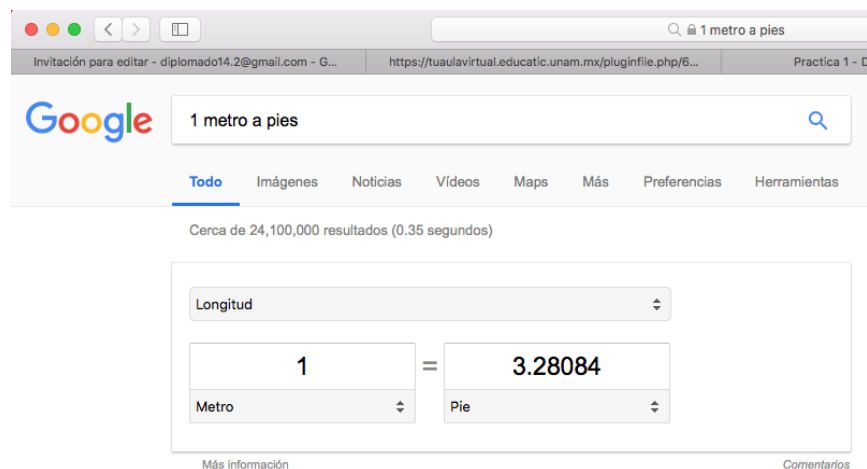 1 metro a pies
Invitación para editar - diplomado14.2@gmail.com - G... https://tuaulavirtual.educatic.unam.mx/pluginfile.php/6... Practica 1 - D
Google 1 metro a pies
Todo Imágenes Noticias Vídeos Maps Más Preferencias Herramientas
Cerca de 24,100,000 resultados (0.35 segundos)
Longitud
1 = 3.28084
Metro Pie
Más información Comentarios